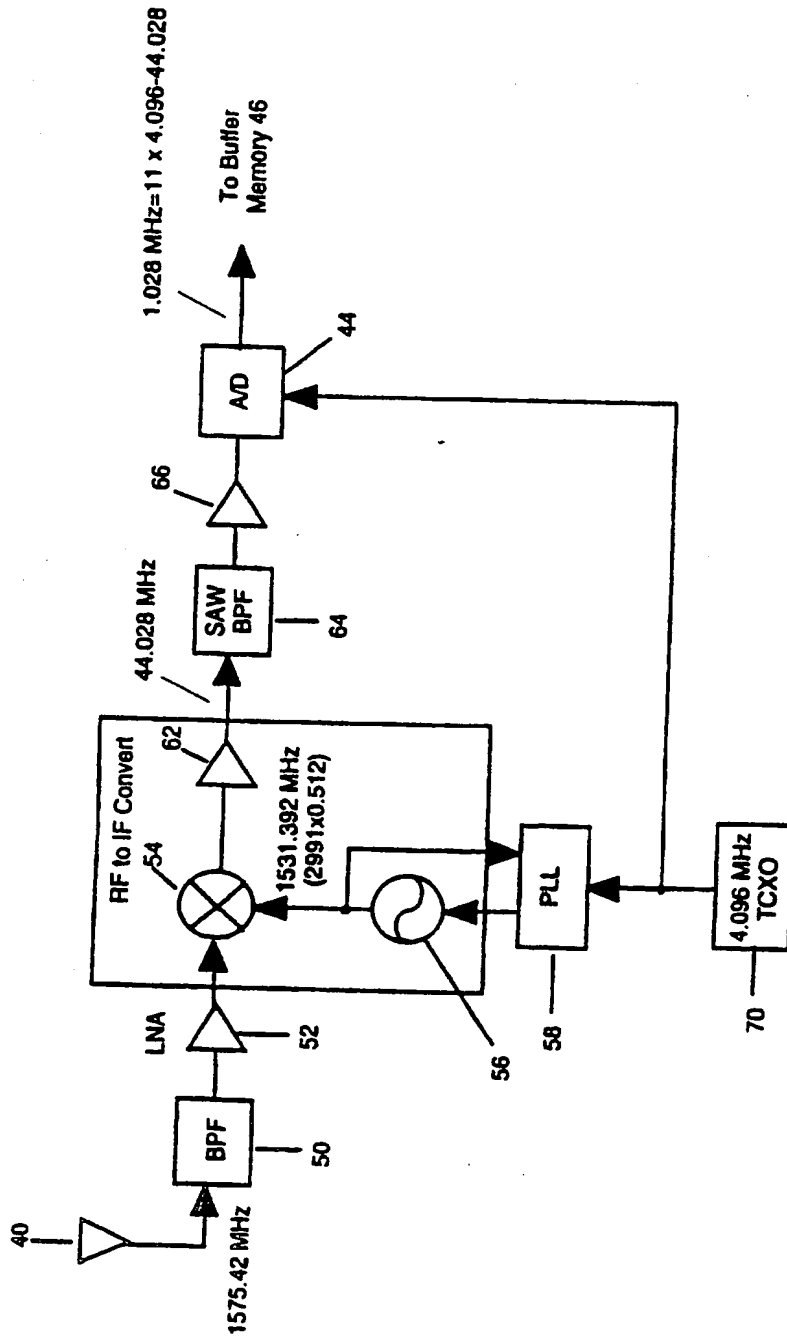 40
1575.42 MHz
BPF
50
LNA
52
RF to IF Convert
54
62
1531.392 MHz
(2991x0.512)
56
PLL
58
4.096 MHz
TCXO
70
44.028 MHz
SAW
BPF
64
66
A/D
44
1.028 MHz=11 x 4.096-44.028
To Buffer
Memory 46